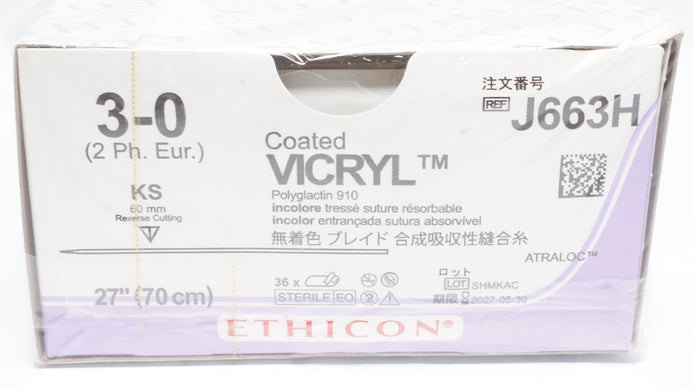 3-0
(2 Ph. Eur.)
KS
60 mm
Reverse Cutting
27" (70 cm)
Coated
VICRYL™
Polyglactin 910
incolore tressé suture résorbable
incolor entrançada sutura absorvível
無着色 ブレイド 合成吸収性縫合糸
36 x
STERILE EO
注文番号
REF J663H
ATRALOC™
ロット
LOT SHMKAC
期限 2027-05-30
ETHICON®